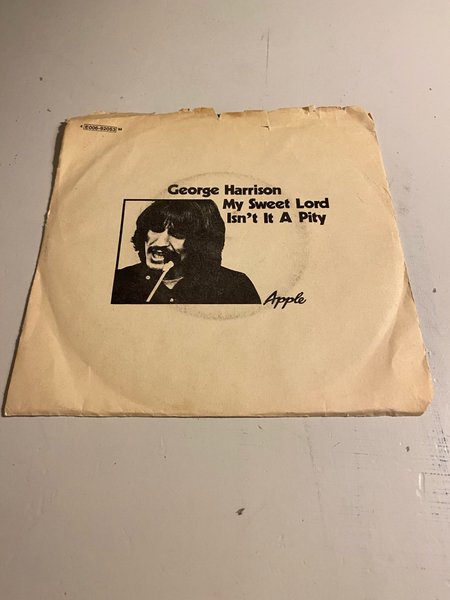 George Harrison
My Sweet Lord
Isn't It A Pity
Apple